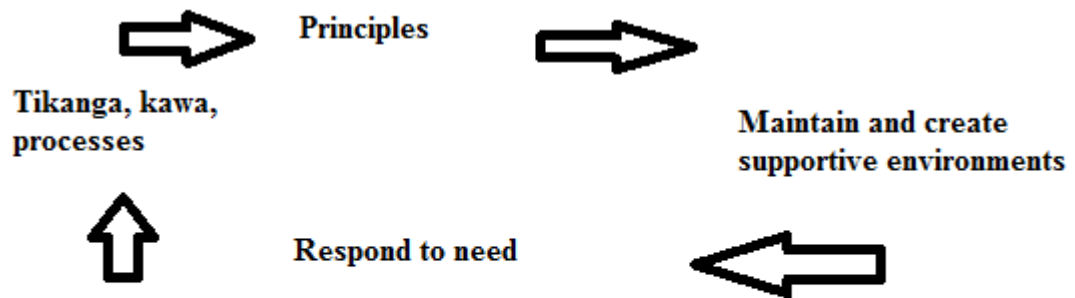 Principles
Tikanga, kawa,
processes
Maintain and create
supportive environments
Respond to need